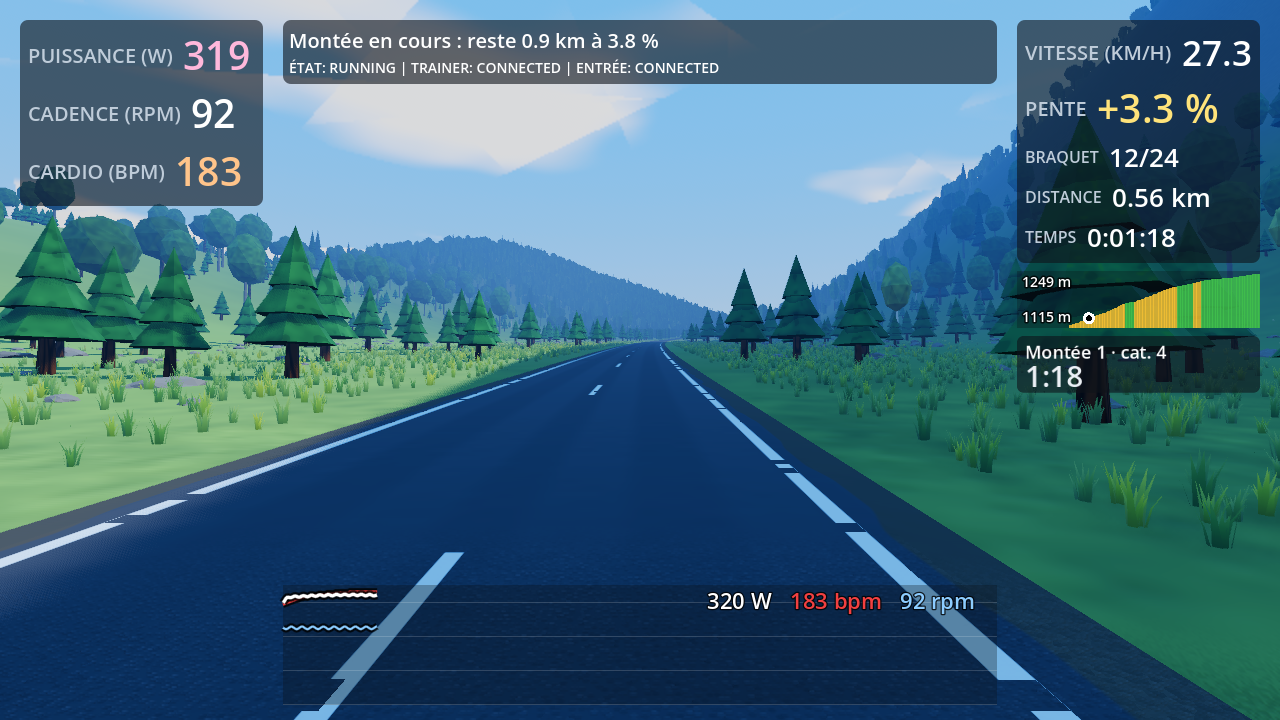 PUISSANCE (W) 319
CADENCE (RPM) 92
CARDIO (BPM) 183
Montée en cours : reste 0.9 km à 3.8 %
ÉTAT: RUNNING | TRAINER: CONNECTED | ENTRÉE: CONNECTED
VITESSE (KM/H) 27.3
PENTE +3.3 %
BRAQUET 12/24
DISTANCE 0.56 km
TEMPS 0:01:18
1249 m
1115 m
Montée 1 · cat. 4
1:18
320 W 183 bpm 92 rpm